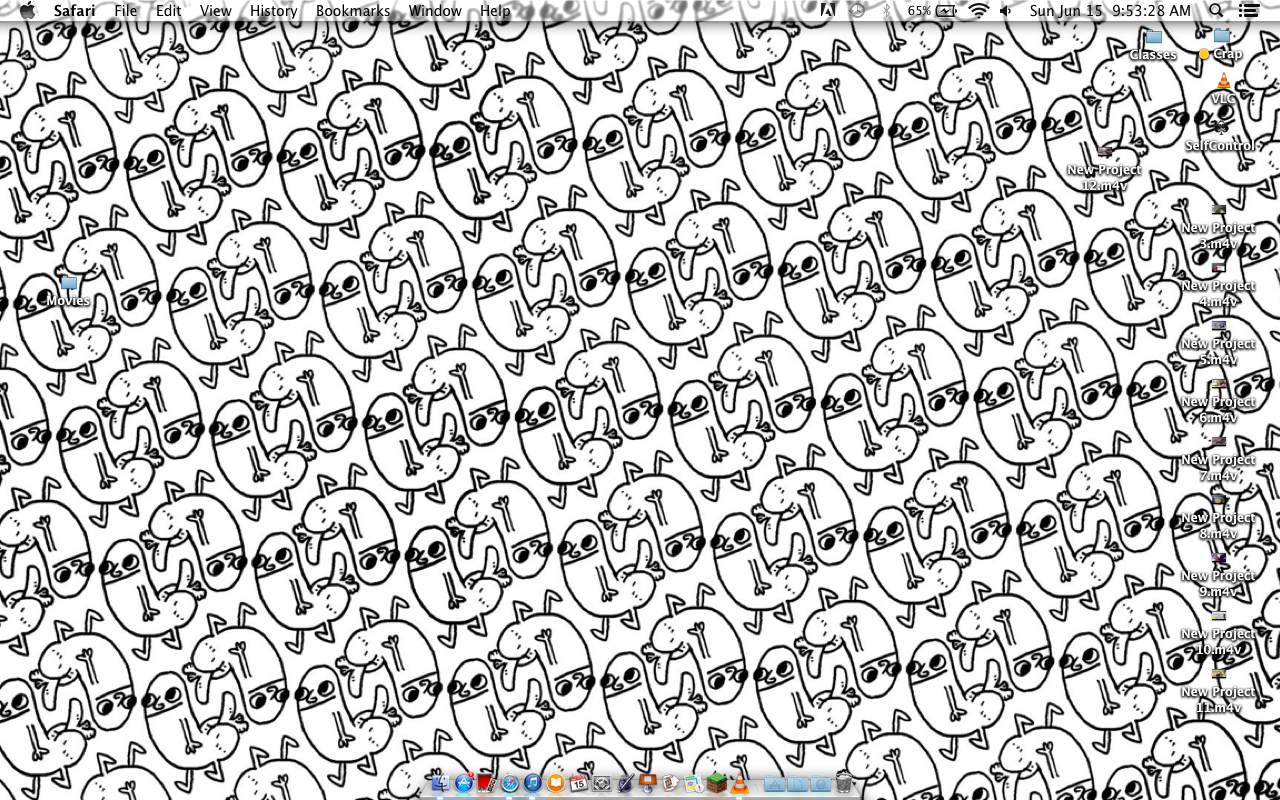 Safari File Edit View History Bookmarks Window Help 65% Sun Jun 15 9:53:28 AM
Classes
Crap
VLC
SelfControl
New Project
12.m4v
New Project
3.m4v
New Project
4.m4v
Movies
New Project
5.m4v
New Project
6.m4v
New Project
7.m4v
New Project
8.m4v
New Project
9.m4v
New Project
10.m4v
New Project
11.m4v
15